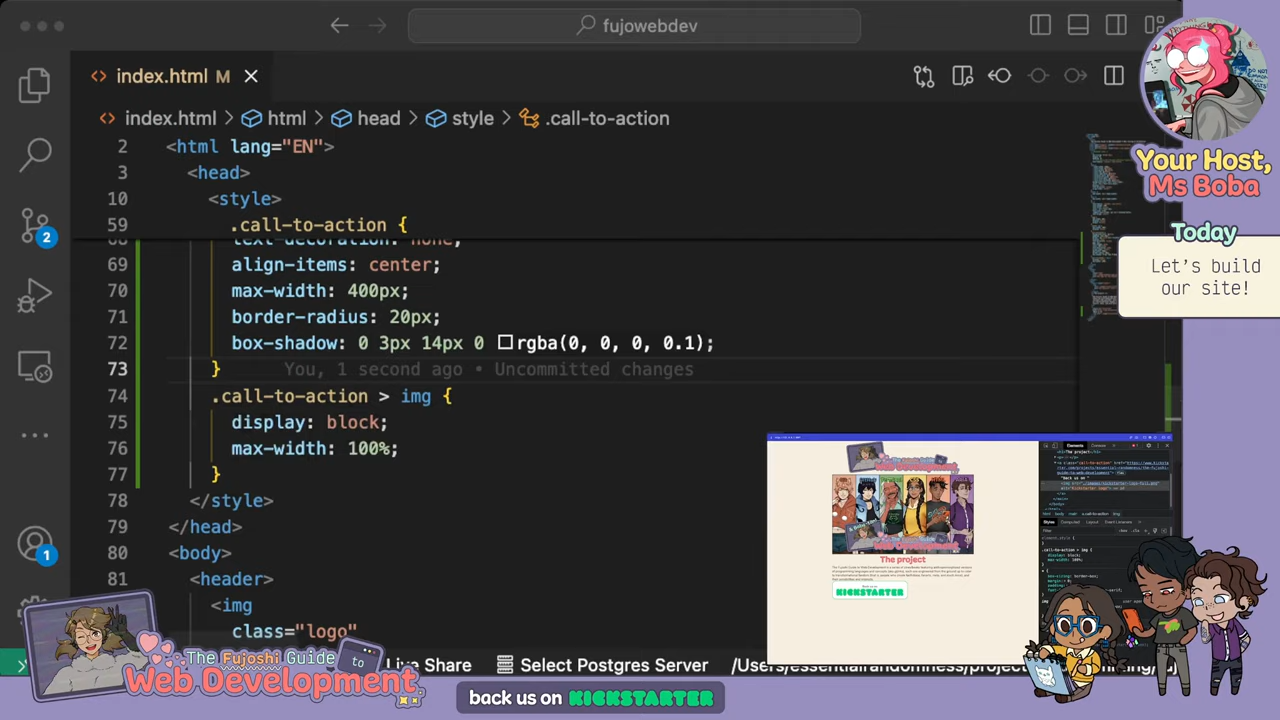 fujowebdev
index.html M
index.html > html > head > style > .call-to-action
2 <html lang="EN">
3 <head>
10 <style>
59 .call-to-action {
text-decoration: none;
69 align-items: center;
70 max-width: 400px;
71 border-radius: 20px;
72 box-shadow: 0 3px 14px 0 rgba(0, 0, 0, 0.1);
73 } You, 1 second ago • Uncommitted changes
74 .call-to-action > img {
75 display: block;
76 max-width: 100%;
77 }
78 </style>
79 </head>
80 <body>
81 <header>
<img
class="logo"
2
1
Live Share
Select Postgres Server
Your Host,
Ms Boba
Today
Let's build
our site!
The project
KICKSTARTER
The Fujoshi Guide
to
Web Development
back us on KICKSTARTER